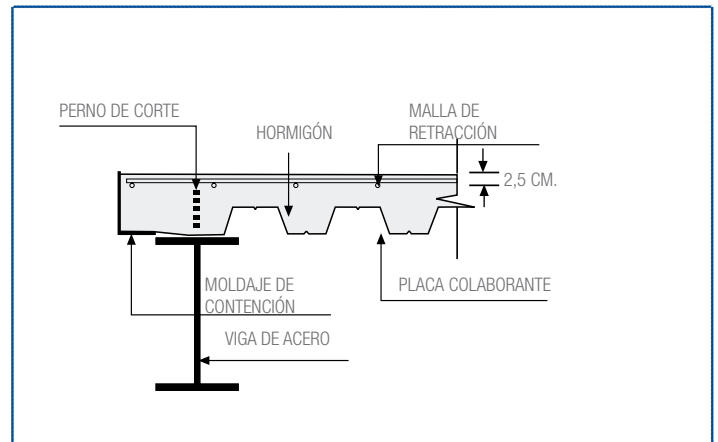 PERNO DE CORTE
HORMIGÓN
MALLA DE
RETRACCIÓN
2,5 CM.
MOLDAJE DE
CONTENCIÓN
PLACA COLABORANTE
VIGA DE ACERO